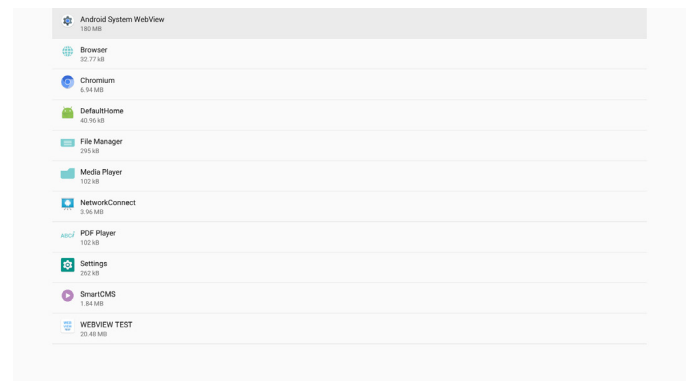 Android System WebView
180 MB
Browser
32.77 kB
Chromium
6.94 MB
DefaultHome
40.96 kB
File Manager
295 kB
Media Player
102 kB
NetworkConnect
3.96 MB
PDF Player
102 kB
Settings
262 kB
SmartCMS
1.84 MB
WEBVIEW TEST
20.48 MB